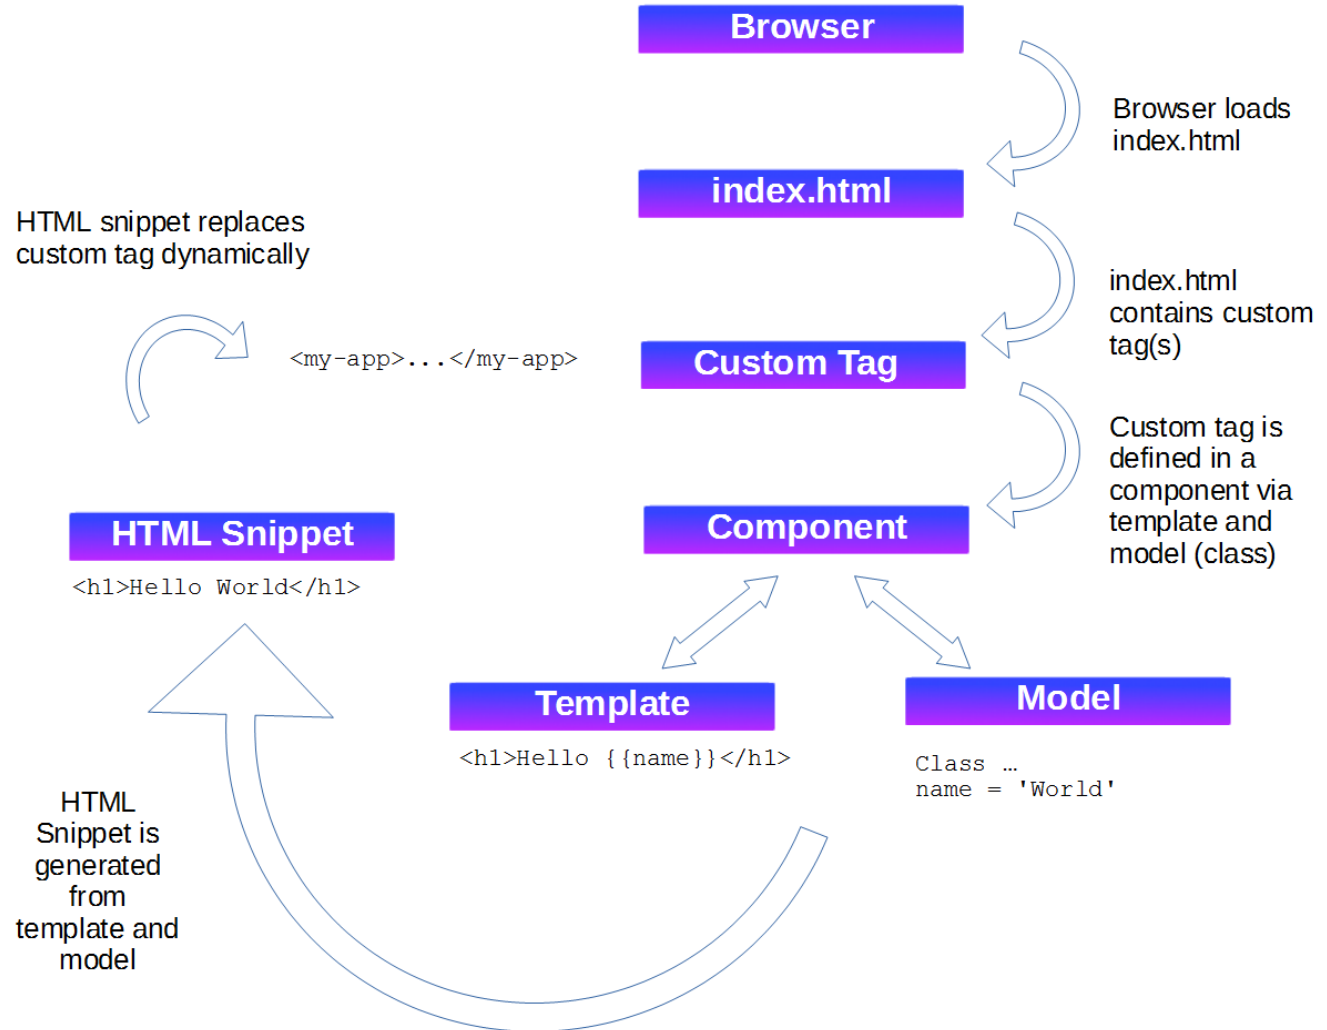 Browser
Browser loads
index.html
index.html
HTML snippet replaces
custom tag dynamically
index.html
contains custom
tag(s)
<my-app>...</my-app>
Custom Tag
Custom tag is
defined in a
component via
template and
model (class)
HTML Snippet
<h1>Hello World</h1>
Component
Template
<h1>Hello {{name}}</h1>
Model
Class …
name = 'World'
HTML
Snippet is
generated
from
template and
model